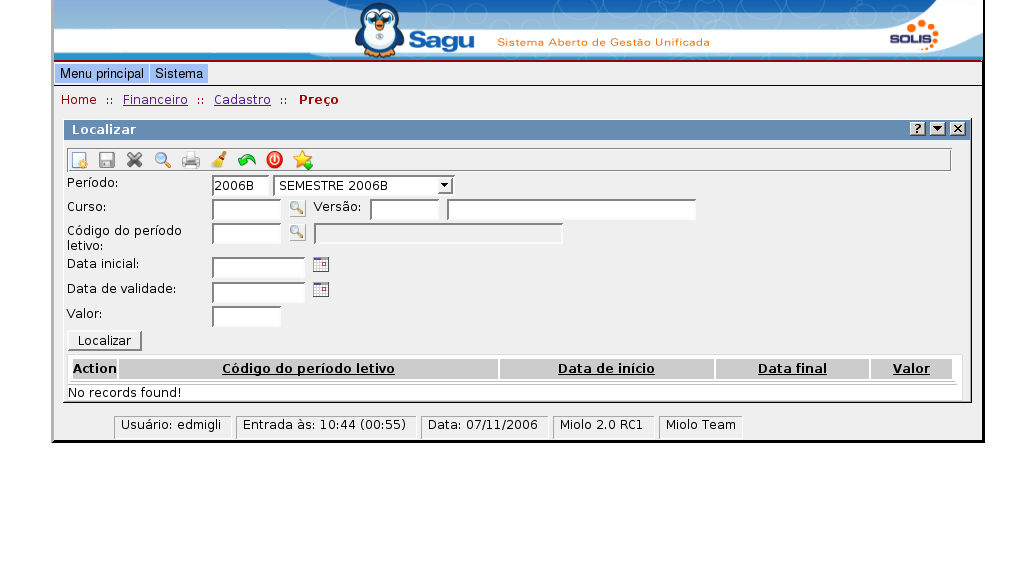 Sagu Sistema Aberto de Gestão Unificada SOLIS
Menu principal Sistema
Home :: Financeiro :: Cadastro :: Preço
Localizar ?
Período: 2006B SEMESTRE 2006B
Curso: Versão:
Código do período
letivo:
Data inicial:
Data de validade:
Valor:
Localizar
Action Código do período letivo Data de início Data final Valor
No records found!
Usuário: edmigli Entrada às: 10:44 (00:55) Data: 07/11/2006 Miolo 2.0 RC1 Miolo Team